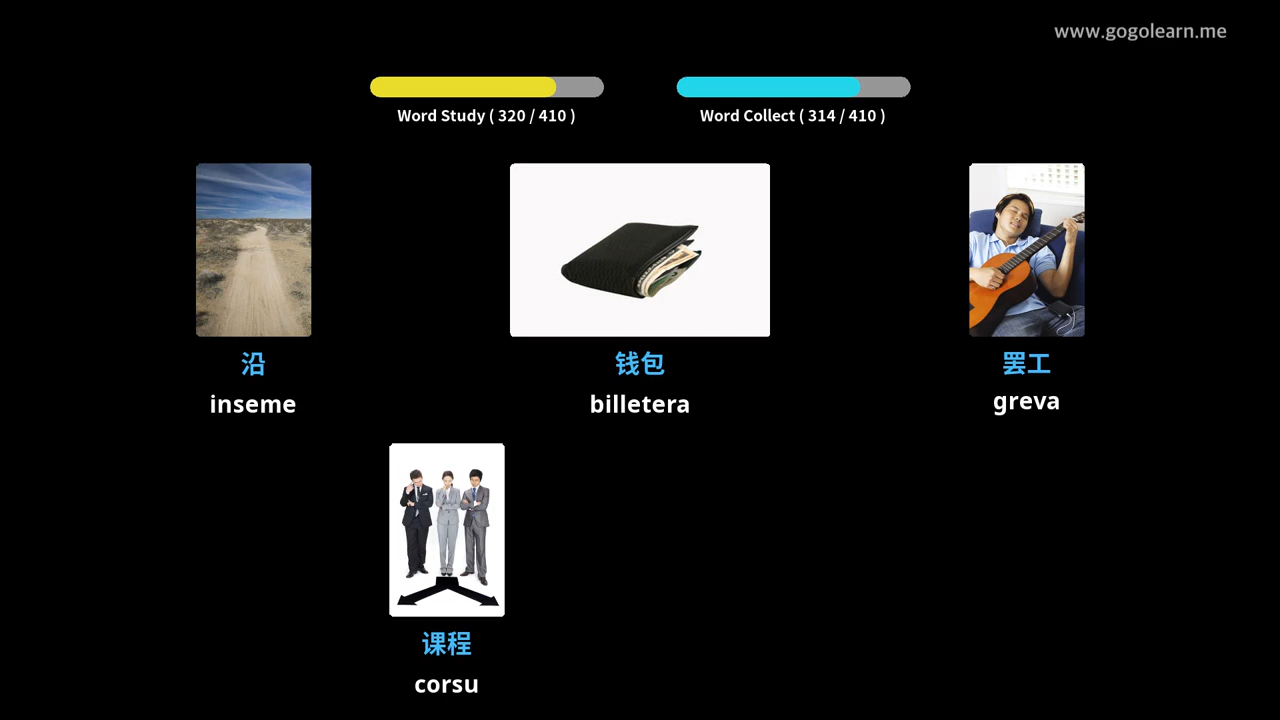 www.gogolearn.me
Word Study ( 320 / 410 )
Word Collect ( 314 / 410 )
沿
inseme
钱包
billetera
罢工
greva
课程
corsu